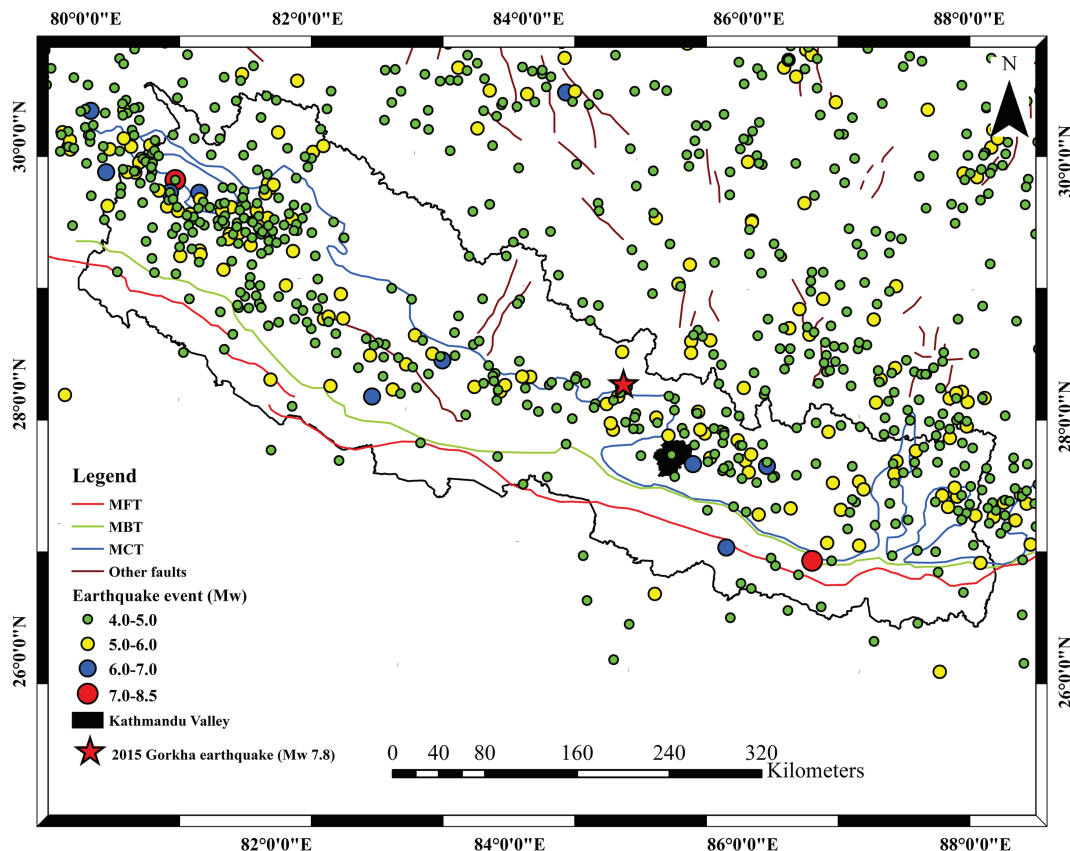 80°0'0"E 82°0'0"E 84°0'0"E 86°0'0"E 88°0'0"E
N
30°0'0"N 30°0'0"N
28°0'0"N 28°0'0"N
26°0'0"N 26°0'0"N
Legend
MFT
MBT
MCT
Other faults
Earthquake event (Mw)
4.0-5.0
5.0-6.0
6.0-7.0
7.0-8.5
Kathmandu Valley
2015 Gorkha earthquake (Mw 7.8)
0 40 80 160 240 320
Kilometers
82°0'0"E 84°0'0"E 86°0'0"E 88°0'0"E